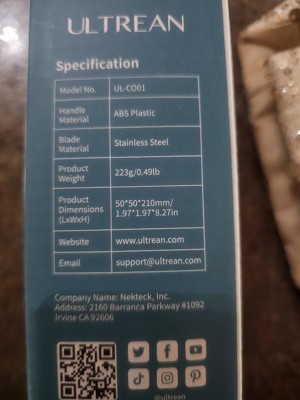 ULTREAN
Specification
Model No. UL-CO01
Handle
Material
ABS Plastic
Blade
Material
Stainless Steel
Product
Weight
223g/0.49lb
Product
Dimensions
(LxWxH)
50*50*210mm/
1.97*1.97*8.27in
Website www.ultrean.com
Email support@ultrean.com
Company Name: Nekteck, Inc.
Address: 2160 Barranca Parkway #1092
Irvine CA 92606
@ultrean